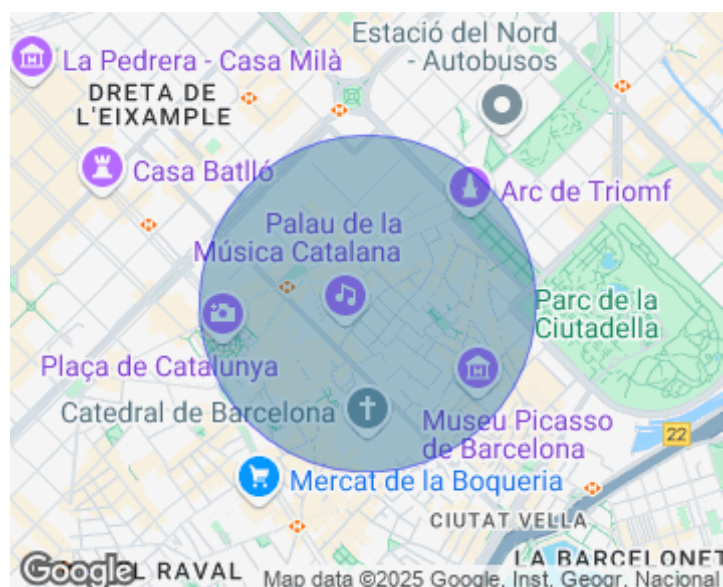 Estació del Nord
- Autobusos
La Pedrera - Casa Milà
DRETA DE
L'EIXAMPLE
Casa Batlló
Arc de Triomf
Palau de la
Música Catalana
Parc de la
Ciutadella
Plaça de Catalunya
Catedral de Barcelona
Museu Picasso
de Barcelona
22
Mercat de la Boqueria
CIUTAT VELLA
LA BARCELONET
Google
EL RAVAL
Map data ©2025 Google, Inst. Geogr. Nacional